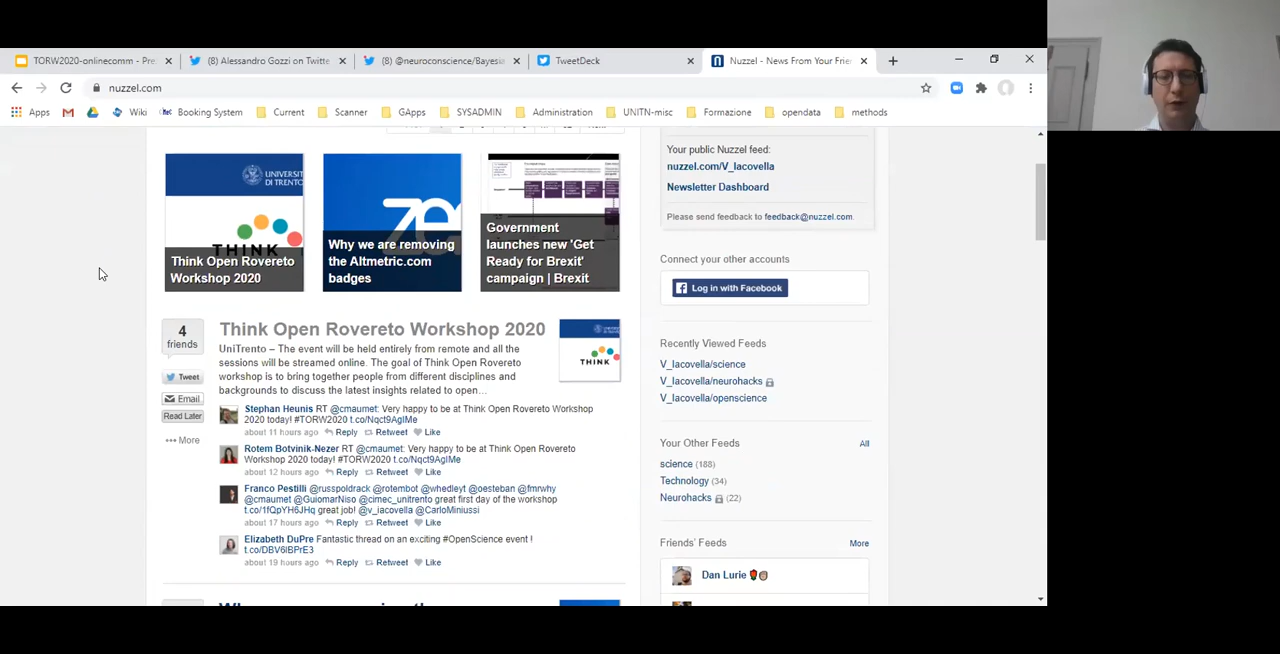 TORW2020-onlinecomm - Pre
(8) Alessandro Gozzi on Twitte
(8) @neuroconscience/Bayesia
TweetDeck
Nuzzel - News From Your Frie
nuzzel.com
Apps
Wiki
Booking System
Current
Scanner
GApps
SYSADMIN
Administration
UNITN-misc
Formazione
opendata
methods
UNIVERSIT
DI TRENTO
THINK
Think Open Rovereto
Workshop 2020
Why we are removing
the Altmetric.com
badges
Government
launches new 'Get
Ready for Brexit'
campaign | Brexit
4
friends
Tweet
Email
Read Later
••• More
Think Open Rovereto Workshop 2020
UniTrento – The event will be held entirely from remote and all the
sessions will be streamed online. The goal of Think Open Rovereto
workshop is to bring together people from different disciplines and
backgrounds to discuss the latest insights related to open…
THINK
Stephan Heunis RT @cmaumet: Very happy to be at Think Open Rovereto Workshop
2020 today! #TORW2020 t.co/Nqct9AgIMe
about 11 hours ago Reply Retweet Like
Rotem Botvinik-Nezer RT @cmaumet: Very happy to be at Think Open Rovereto
Workshop 2020 today! #TORW2020 t.co/Nqct9AgIMe
about 12 hours ago Reply Retweet Like
Franco Pestilli @russpoldrack @rotembot @whedleyt @oesteban @fmrwhy
@cmaumet @GuiomarNiso @cimec_unitrento great first day of the workshop
t.co/1fQpYH6JHq great job! @v_iacovella @CarloMiniussi
about 17 hours ago Reply Retweet Like
Elizabeth DuPre Fantastic thread on an exciting #OpenScience event !
t.co/DBV6lBPrE3
about 19 hours ago Reply Retweet Like
Your public Nuzzel feed:
nuzzel.com/V_Iacovella
Newsletter Dashboard
Please send feedback to feedback@nuzzel.com.
Connect your other accounts
Log in with Facebook
Recently Viewed Feeds
V_Iacovella/science
V_Iacovella/neurohacks
V_Iacovella/openscience
Your Other Feeds All
science (188)
Technology (34)
Neurohacks (22)
Friends' Feeds More
Dan Lurie